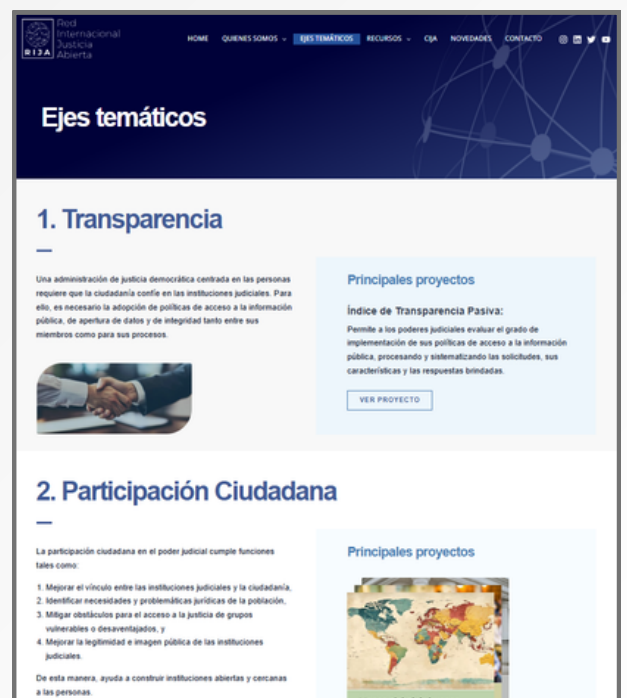 Red
Internacional
Justicia
Abierta
RIJA
HOME QUIENES SOMOS EJES TEMÁTICOS RECURSOS CIJA NOVEDADES CONTACTO
Ejes temáticos
1. Transparencia
Una administración de justicia democrática centrada en las personas
requiere que la ciudadanía confíe en las instituciones judiciales. Para
ello, es necesario la adopción de políticas de acceso a la información
pública, de apertura de datos y de integridad tanto entre sus
miembros como para sus procesos.
Principales proyectos
Índice de Transparencia Pasiva:
Permite a los poderes judiciales evaluar el grado de
implementación de sus políticas de acceso a la información
pública, procesando y sistematizando las solicitudes, sus
características y las respuestas brindadas.
VER PROYECTO
2. Participación Ciudadana
La participación ciudadana en el poder judicial cumple funciones
tales como:
1. Mejorar el vínculo entre las instituciones judiciales y la ciudadanía,
2. Identificar necesidades y problemáticas jurídicas de la población,
3. Mitigar obstáculos para el acceso a la justicia de grupos
vulnerables o desaventajados, y
4. Mejorar la legitimidad e imagen pública de las instituciones
judiciales.
De esta manera, ayuda a construir instituciones abiertas y cercanas
a las personas.
Principales proyectos